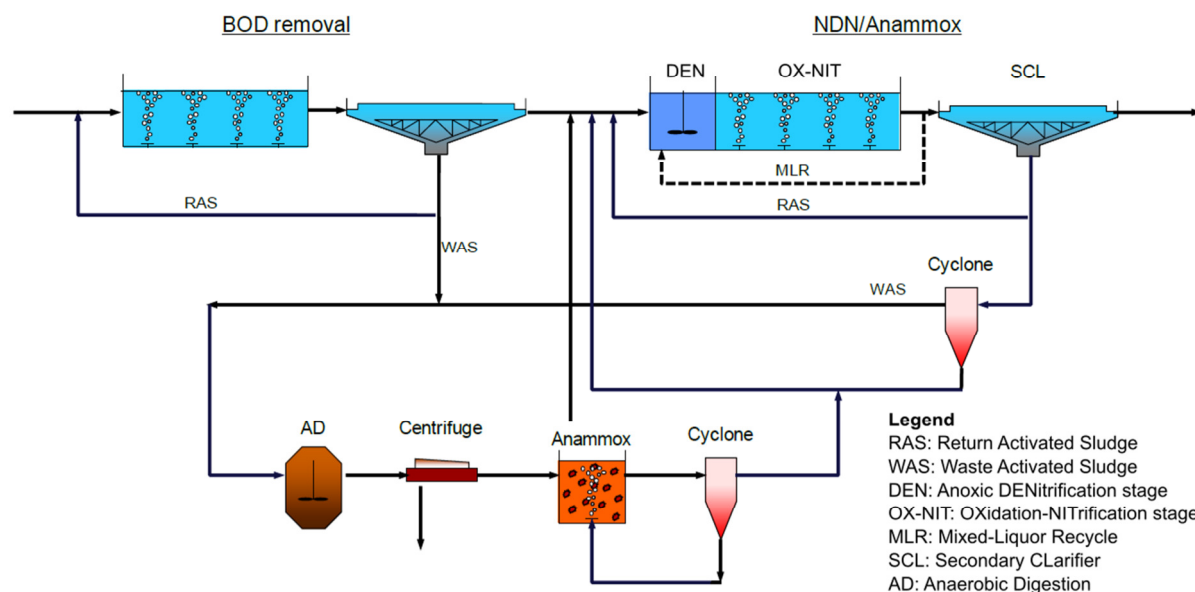 BOD removal
NDN/Anammox
DEN
OX-NIT
SCL
MLR
RAS
RAS
WAS
Cyclone
WAS
AD
Centrifuge
Anammox
Cyclone
Legend
RAS: Return Activated Sludge
WAS: Waste Activated Sludge
DEN: Anoxic DENitrification stage
OX-NIT: OXidation-NITrification stage
MLR: Mixed-Liquor Recycle
SCL: Secondary CLarifier
AD: Anaerobic Digestion